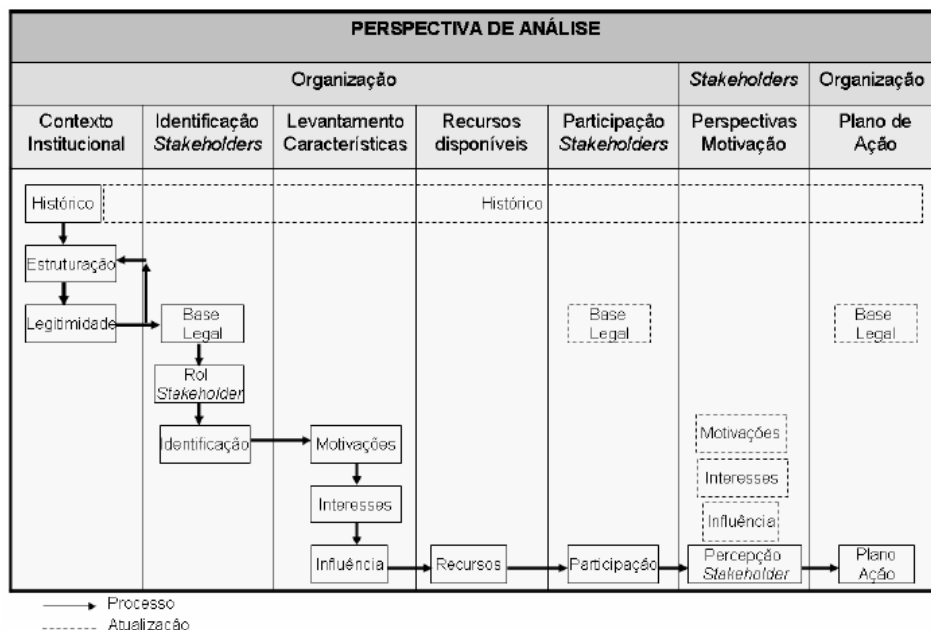 PERSPECTIVA DE ANÁLISE
Organização
Stakeholders
Organização
Contexto
Institucional
Identificação
Stakeholders
Levantamento
Características
Recursos
disponíveis
Participação
Stakeholders
Perspectivas
Motivação
Plano de
Ação
Histórico
Histórico
Estruturação
Legitimidade
Base
Legal
Base
Legal
Base
Legal
Rol
Stakeholder
Identificação
Motivações
Motivações
Interesses
Interesses
Influência
Influência
Recursos
Participação
Percepção
Stakeholder
Plano
Ação
Processo
Atualização